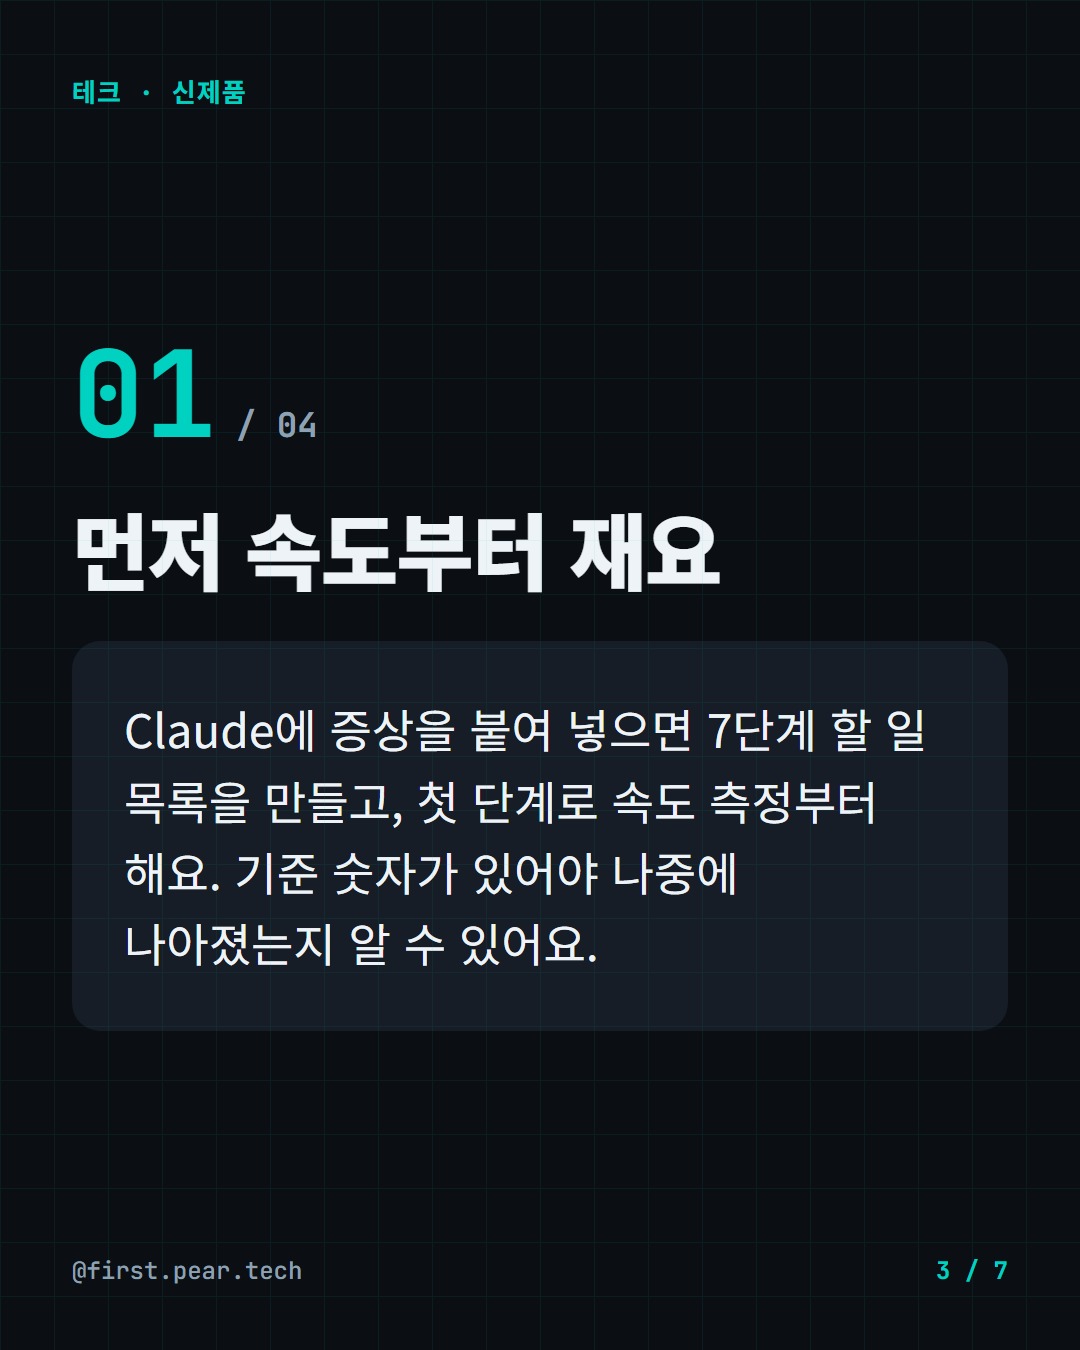 테크 · 신제품
01 / 04
먼저 속도부터 재요
Claude에 증상을 붙여 넣으면 7단계 할 일
목록을 만들고, 첫 단계로 속도 측정부터
해요. 기준 숫자가 있어야 나중에
나아졌는지 알 수 있어요.
@first.pear.tech
3 / 7